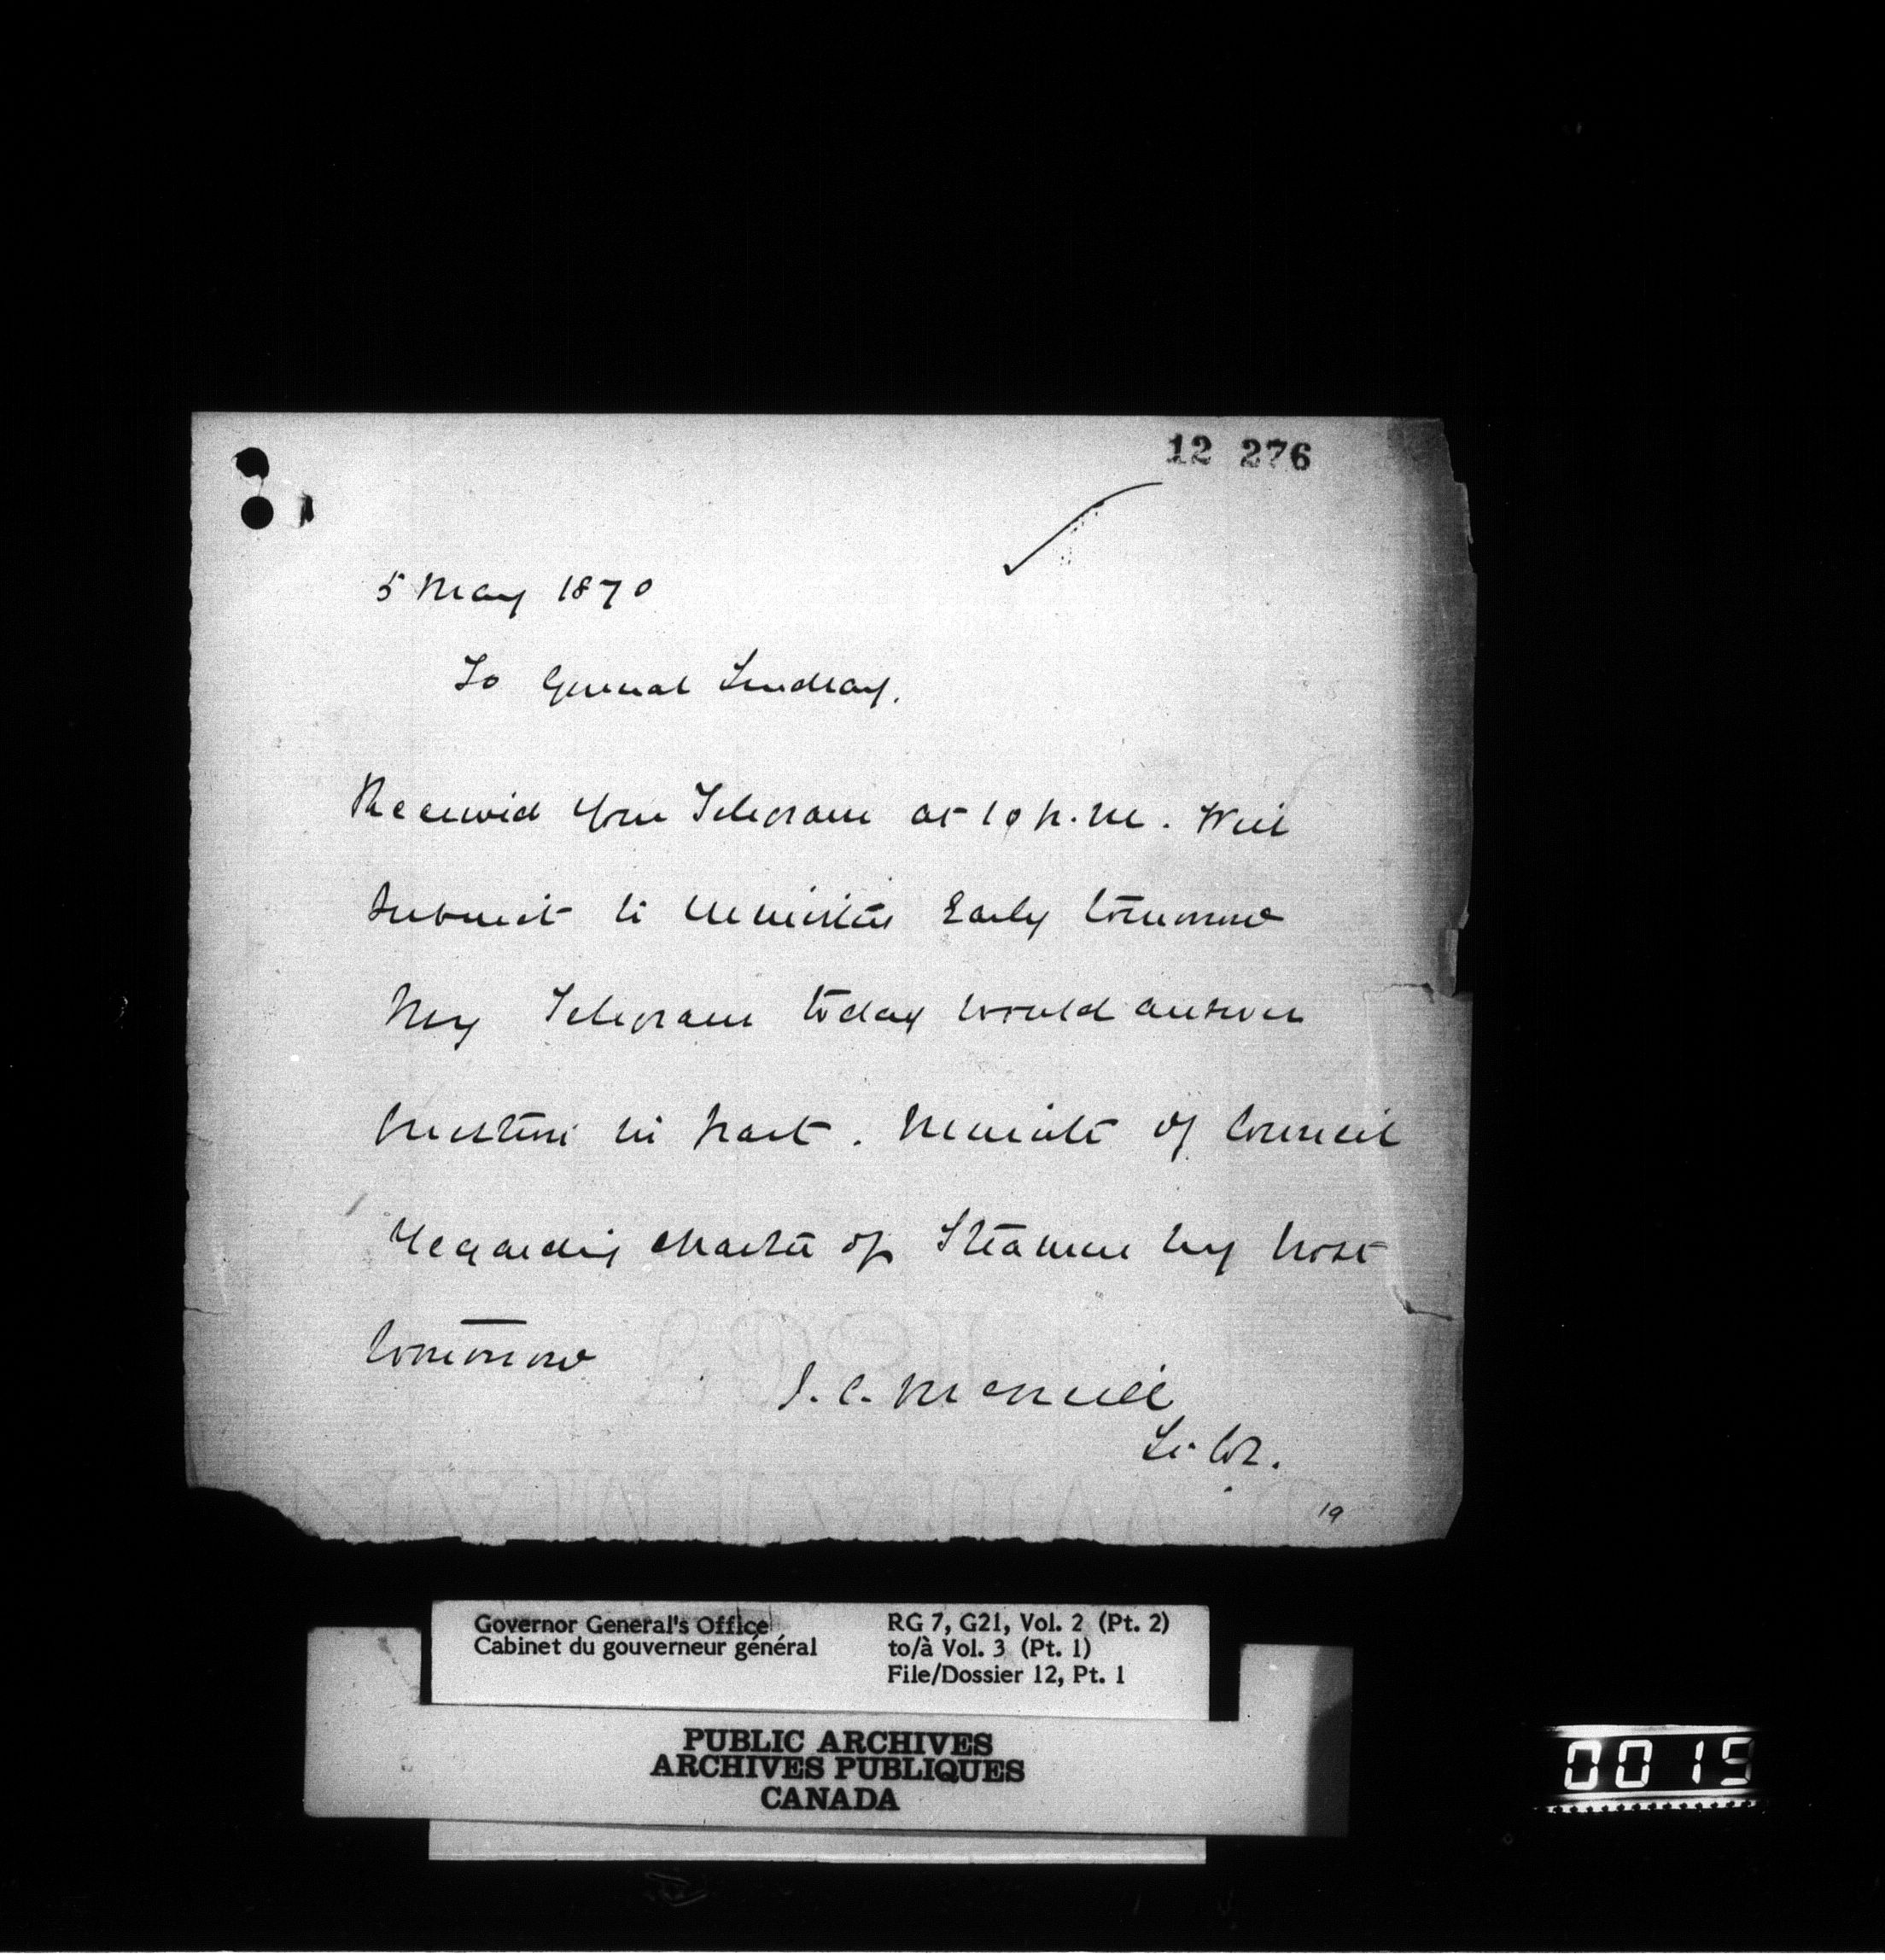 12 276
5 May 1870
To General Lindsay.
Received your Telegram at 10 p.m. Will
submit to Ministers Early tomorrow
My Telegram today would answer
question in part. Minute of Council
regarding charter of Steamer by post
tomorrow
J. C. McNeill
Lt. Col.
19
Governor General's Office
Cabinet du gouverneur général
RG 7, G21, Vol. 2 (Pt. 2)
to/à Vol. 3 (Pt. 1)
File/Dossier 12, Pt. 1
PUBLIC ARCHIVES
ARCHIVES PUBLIQUES
CANADA
0015